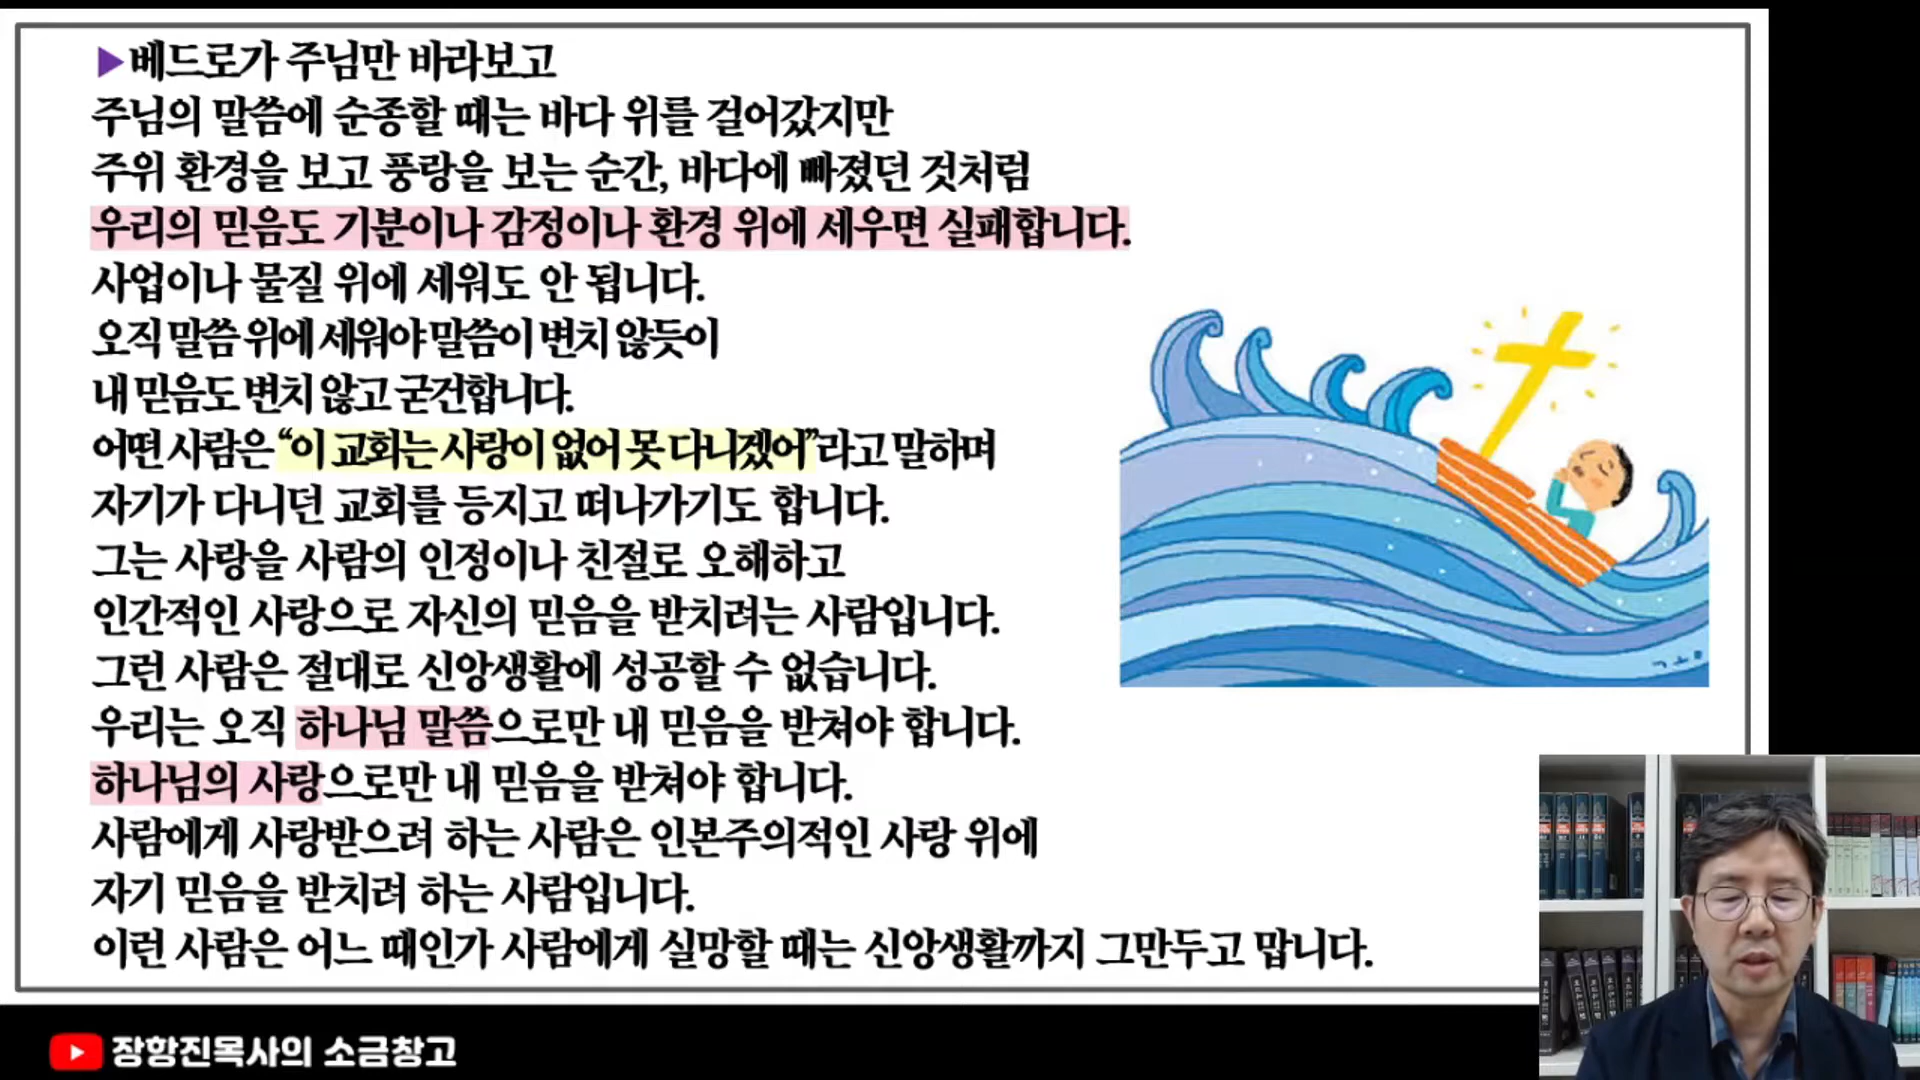 ▶베드로가 주님만 바라보고
주님의 말씀에 순종할 때는 바다 위를 걸어갔지만
주위 환경을 보고 풍랑을 보는 순간, 바다에 빠졌던 것처럼
우리의 믿음도 기분이나 감정이나 환경 위에 세우면 실패합니다.
사업이나 물질 위에 세워도 안 됩니다.
오직 말씀 위에 세워야 말씀이 변치 않듯이
내 믿음도 변치 않고 굳건합니다.
어떤 사람은 “이 교회는 사랑이 없어 못 다니겠어”라고 말하며
자기가 다니던 교회를 등지고 떠나가기도 합니다.
그는 사랑을 사람의 인정이나 친절로 오해하고
인간적인 사랑으로 자신의 믿음을 받치려는 사람입니다.
그런 사람은 절대로 신앙생활에 성공할 수 없습니다.
우리는 오직 하나님 말씀으로만 내 믿음을 받쳐야 합니다.
하나님의 사랑으로만 내 믿음을 받쳐야 합니다.
사람에게 사랑받으려 하는 사람은 인본주의적인 사랑 위에
자기 믿음을 받치려 하는 사람입니다.
이런 사람은 어느 때인가 사람에게 실망할 때는 신앙생활까지 그만두고 맙니다.
장항진목사의 소금창고